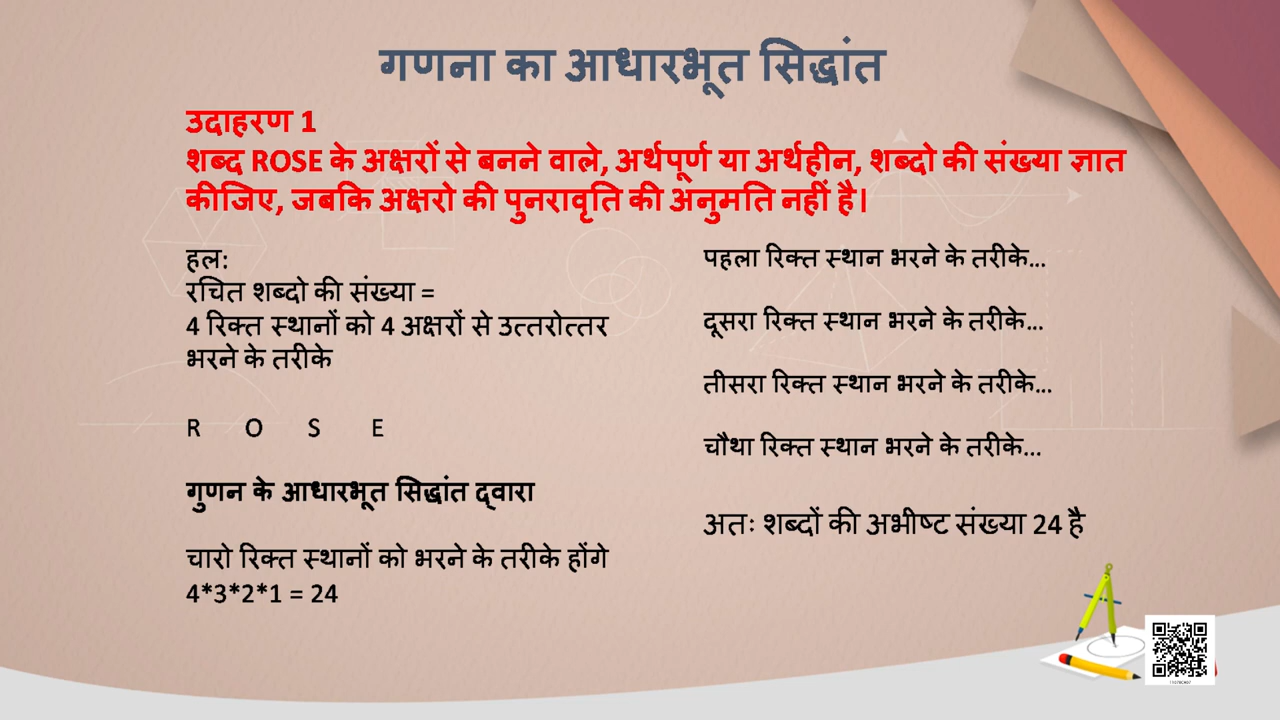 गणना का आधारभूत सिद्धांत
उदाहरण 1
शब्द ROSE के अक्षरों से बनने वाले, अर्थपूर्ण या अर्थहीन, शब्दो की संख्या ज्ञात
कीजिए, जबकि अक्षरो की पुनरावृति की अनुमति नहीं है।
हल:
रचित शब्दो की संख्या =
4 रिक्त स्थानों को 4 अक्षरों से उत्तरोत्तर
भरने के तरीके
R O S E
गुणन के आधारभूत सिद्धांत द्वारा
चारो रिक्त स्थानों को भरने के तरीके होंगे
4*3*2*1 = 24
पहला रिक्त स्थान भरने के तरीके...
दूसरा रिक्त स्थान भरने के तरीके...
तीसरा रिक्त स्थान भरने के तरीके...
चौथा रिक्त स्थान भरने के तरीके...
अतः शब्दों की अभीष्ट संख्या 24 है